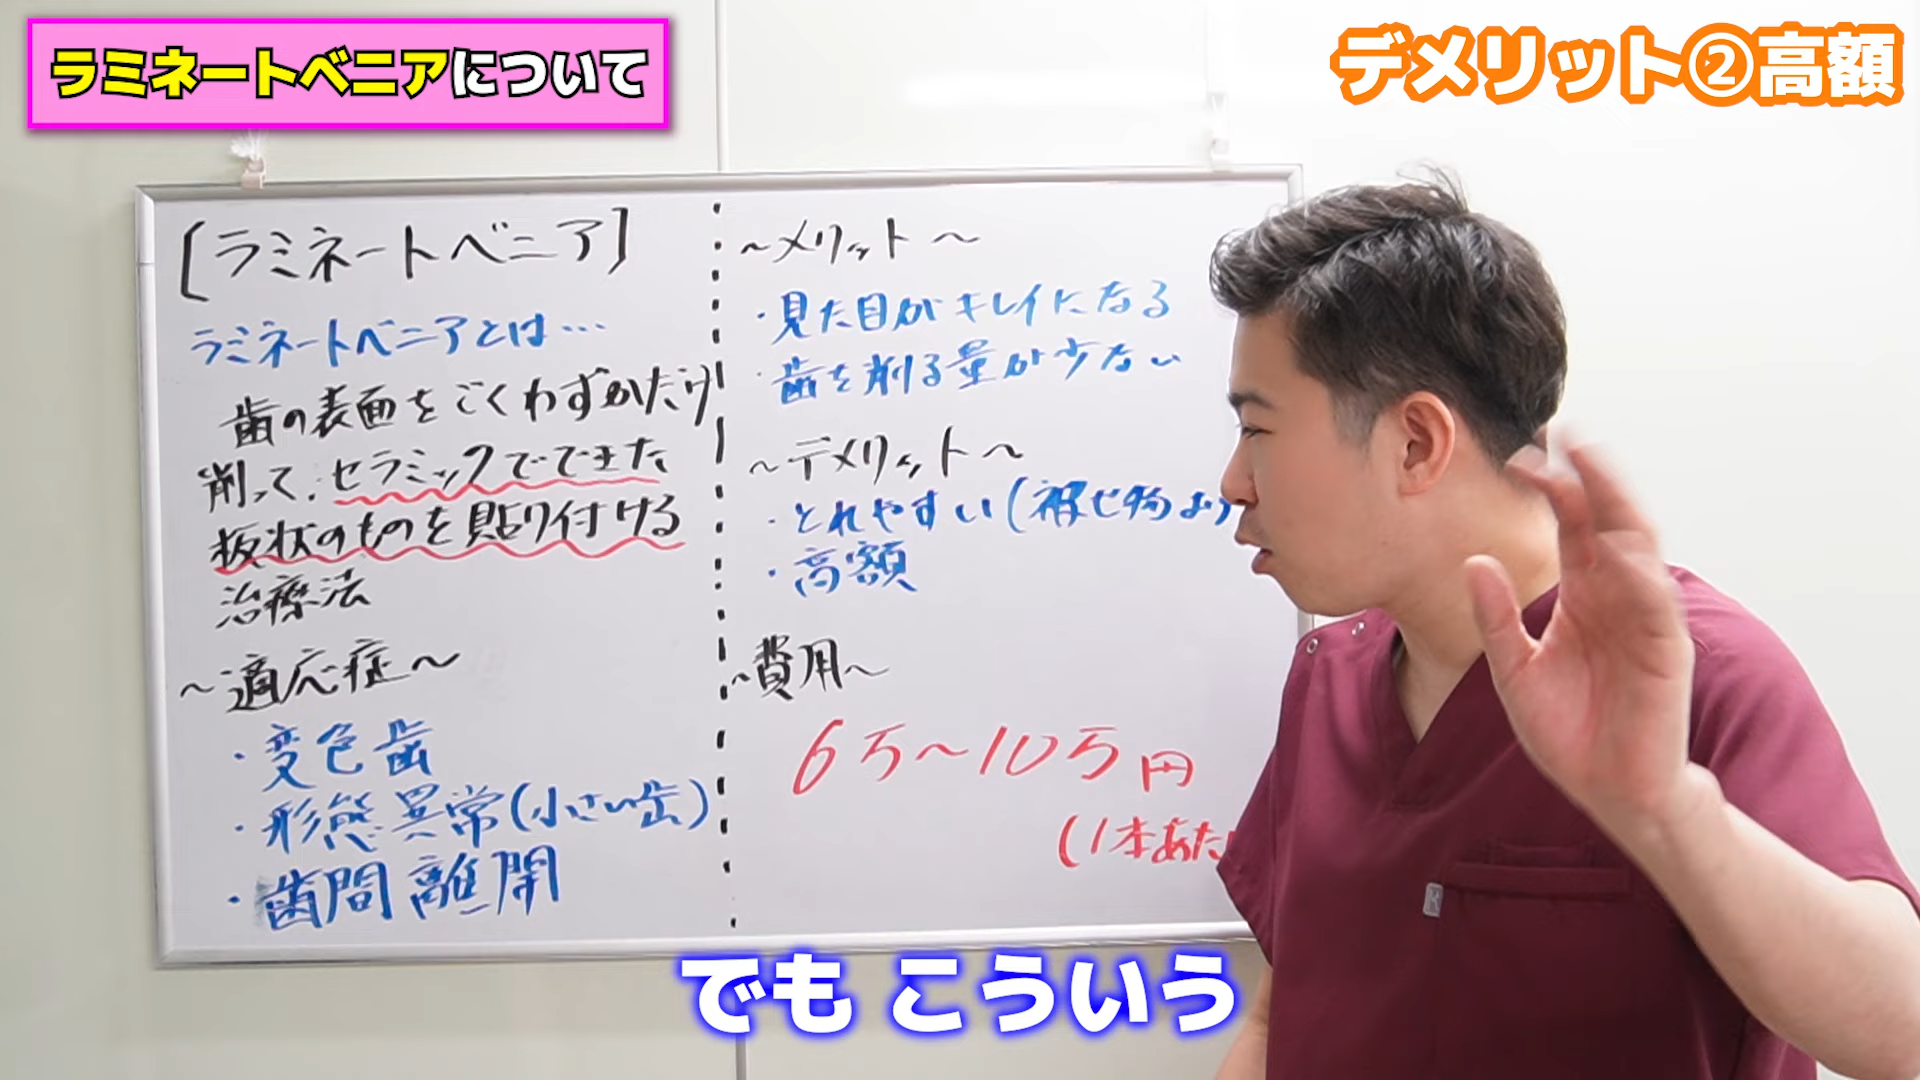 ラミネートベニアについて
デメリット②高額
[ラミネートベニア]
ラミネートベニアとは…
歯の表面をごくわずかだけ
削って、セラミックでできた
板状のものを貼り付ける
治療法
~適応症~
・変色歯
・形態異常(小さい歯)
・歯間離開
~メリット~
・見た目がキレイになる
・歯を削る量が少ない
~デメリット~
・とれやすい(被せ物より
・高額
~費用~
6万~10万円
(1本あた
でも こういう